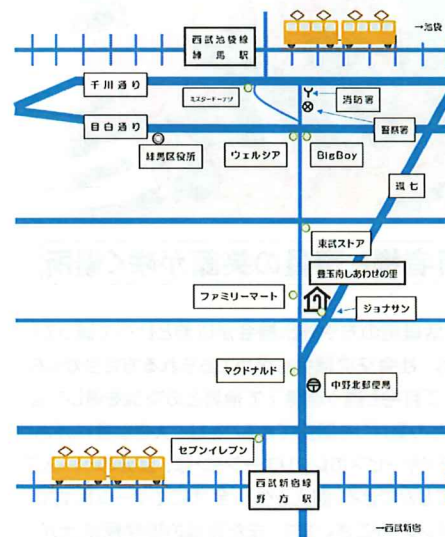 西武池袋線
練馬駅
→池袋
千川通り
ミスタードーナツ
消防署
目白通り
警察署
練馬区役所
ウェルシア
BigBoy
環七
東武ストア
豊玉南しあわせの里
ファミリーマート
ジョナサン
マクドナルド
中野北郵便局
セブンイレブン
西武新宿線
野方駅
→西武新宿